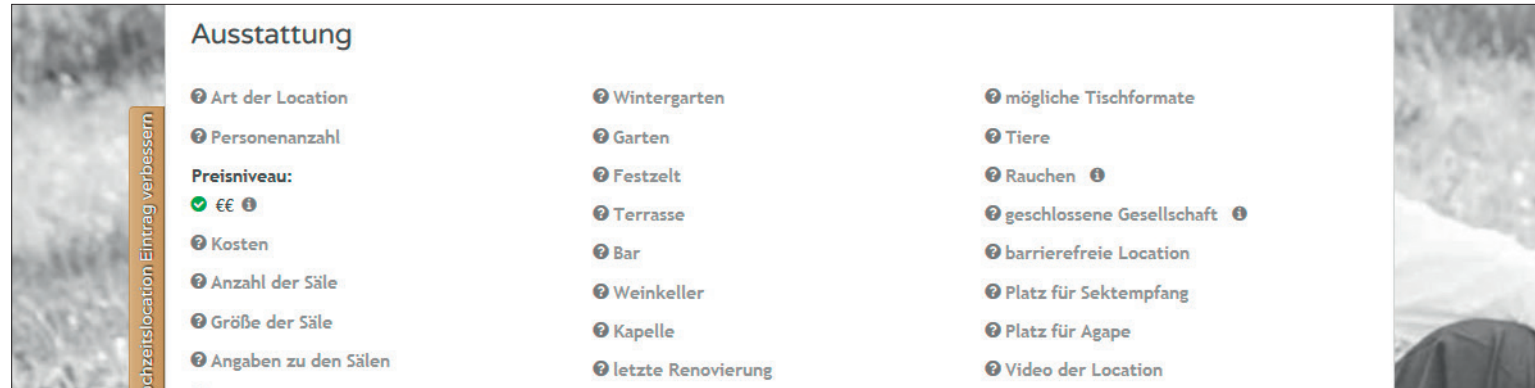 Ausstattung
Art der Location
Personenanzahl
Preisniveau:
€€
Kosten
Anzahl der Säle
Größe der Säle
Angaben zu den Sälen
Wintergarten
Garten
Festzelt
Terrasse
Bar
Weinkeller
Kapelle
letzte Renovierung
mögliche Tischformate
Tiere
Rauchen
geschlossene Gesellschaft
barrierefreie Location
Platz für Sektempfang
Platz für Agape
Video der Location
Eintrag verbessern